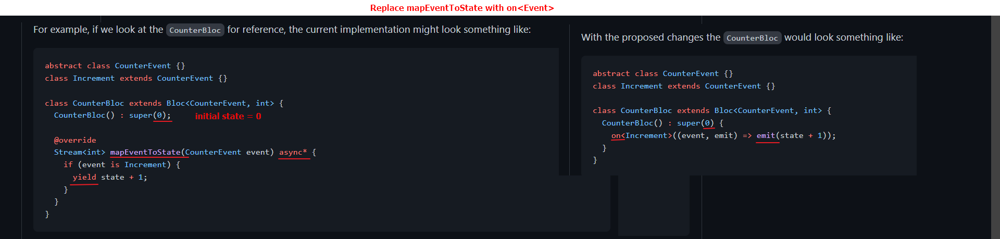 Replace mapEventToState with on<Event>
For example, if we look at the CounterBloc for reference, the current implementation might look something like:
abstract class CounterEvent {}
class Increment extends CounterEvent {}
class CounterBloc extends Bloc<CounterEvent, int> {
CounterBloc() : super(0); initial state = 0
@override
Stream<int> mapEventToState(CounterEvent event) async* {
if (event is Increment) {
yield state + 1;
}
}
}
With the proposed changes the CounterBloc would look something like:
abstract class CounterEvent {}
class Increment extends CounterEvent {}
class CounterBloc extends Bloc<CounterEvent, int> {
CounterBloc() : super(0) {
on<Increment>((event, emit) => emit(state + 1));
}
}